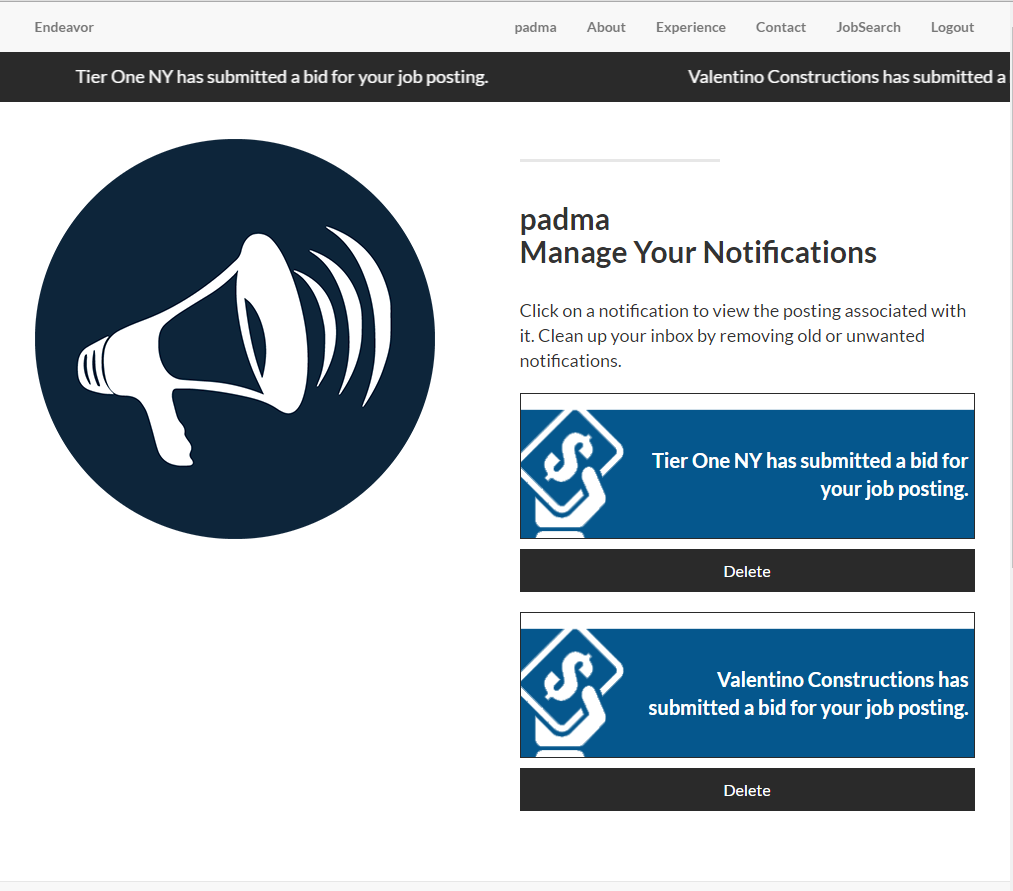 Endeavor padma About Experience Contact JobSearch Logout
Tier One NY has submitted a bid for your job posting. Valentino Constructions has submitted a
padma
Manage Your Notifications
Click on a notification to view the posting associated with
it. Clean up your inbox by removing old or unwanted
notifications.
$
Tier One NY has submitted a bid for
your job posting.
Delete
$
Valentino Constructions has
submitted a bid for your job posting.
Delete